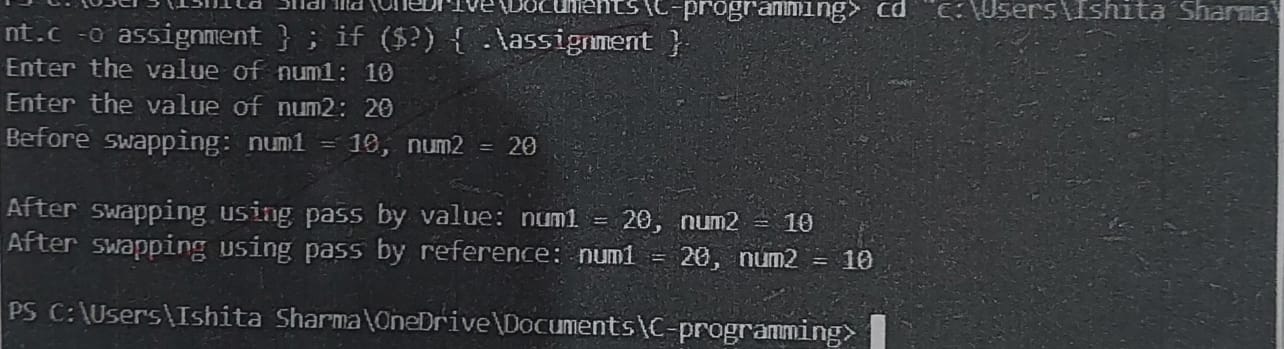 PS C:\Users\Ishita Sharma\OneDrive\Documents\C-programming> cd "c:\Users\Ishita Sharma\
nt.c -o assignment } ; if ($?) { .\assignment }
Enter the value of num1: 10
Enter the value of num2: 20
Before swapping: num1 = 10, num2 = 20
After swapping using pass by value: num1 = 20, num2 = 10
After swapping using pass by reference: num1 = 20, num2 = 10
PS C:\Users\Ishita Sharma\OneDrive\Documents\C-programming>